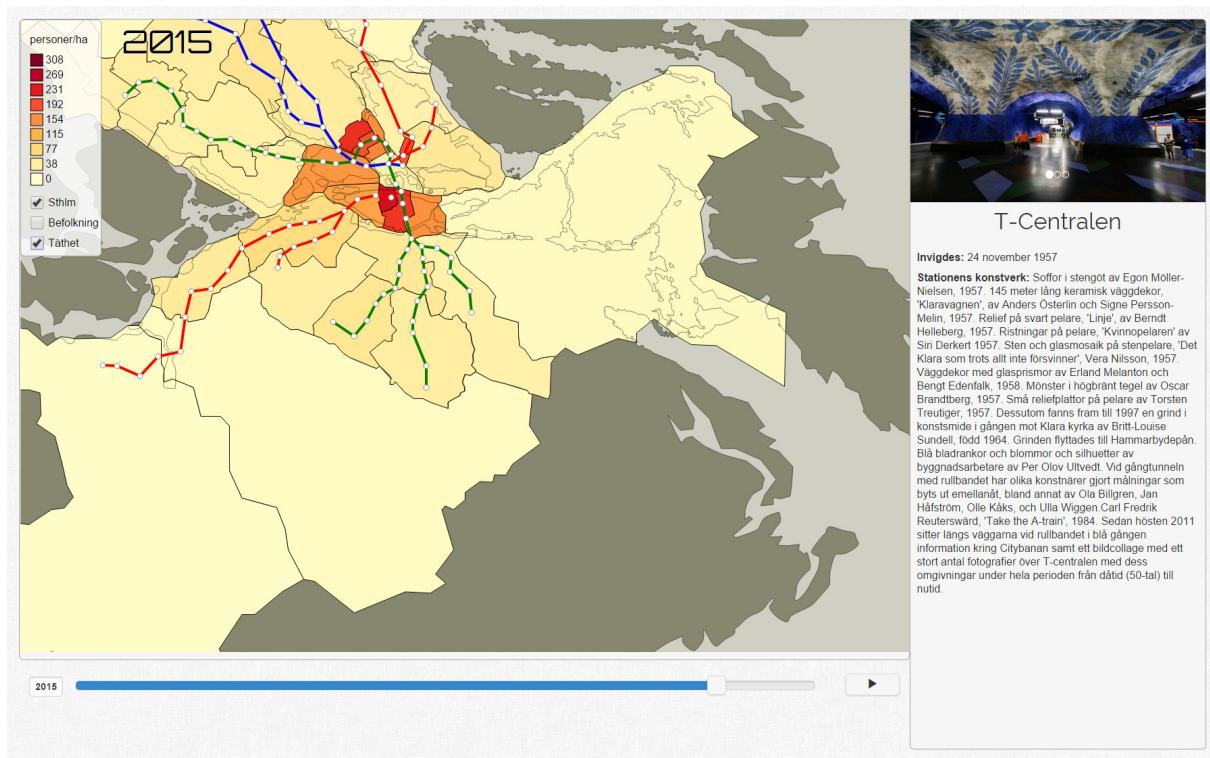 personer/ha
2015
308
269
231
192
154
115
77
38
0
Sthlm
Befolkning
Täthet
2015
T-Centralen
Invigdes: 24 november 1957
Stationens konstverk: Soffor i stengöt av Egon Möller-
Nielsen, 1957. 145 meter lång keramisk väggdekor,
'Klaravagnen', av Anders Österlin och Signe Persson-
Melin, 1957. Relief på svart pelare, 'Linje', av Berndt
Helleberg, 1957. Ristningar på pelare, 'Kvinnopelaren' av
Siri Derkert 1957. Sten och glasmosaik på stenpelare, 'Det
Klara som trots allt inte försvinner', Vera Nilsson, 1957.
Väggdekor med glasprismor av Erland Melanton och
Bengt Edenfalk, 1958. Mönster i högbränt tegel av Oscar
Brandtberg, 1957. Små reliefplattor på pelare av Torsten
Treutiger, 1957. Dessutom fanns fram till 1997 en grind i
konstsmide i gången mot Klara kyrka av Britt-Louise
Sundell, född 1964. Grinden flyttades till Hammarbydepån.
Blå bladrankor och blommor och silhuetter av
byggnadsarbetare av Per Olov Ultvedt. Vid gångtunneln
med rullbandet har olika konstnärer gjort målningar som
byts ut emellanåt, bland annat av Ola Billgren, Jan
Håfström, Olle Kåks, och Ulla Wiggen.Carl Fredrik
Reuterswärd, 'Take the A-train', 1984. Sedan hösten 2011
sitter längs väggarna vid rullbandet i blå gången
information kring Citybanan samt ett bildcollage med ett
stort antal fotografier över T-centralen med dess
omgivningar under hela perioden från dåtid (50-tal) till
nutid.